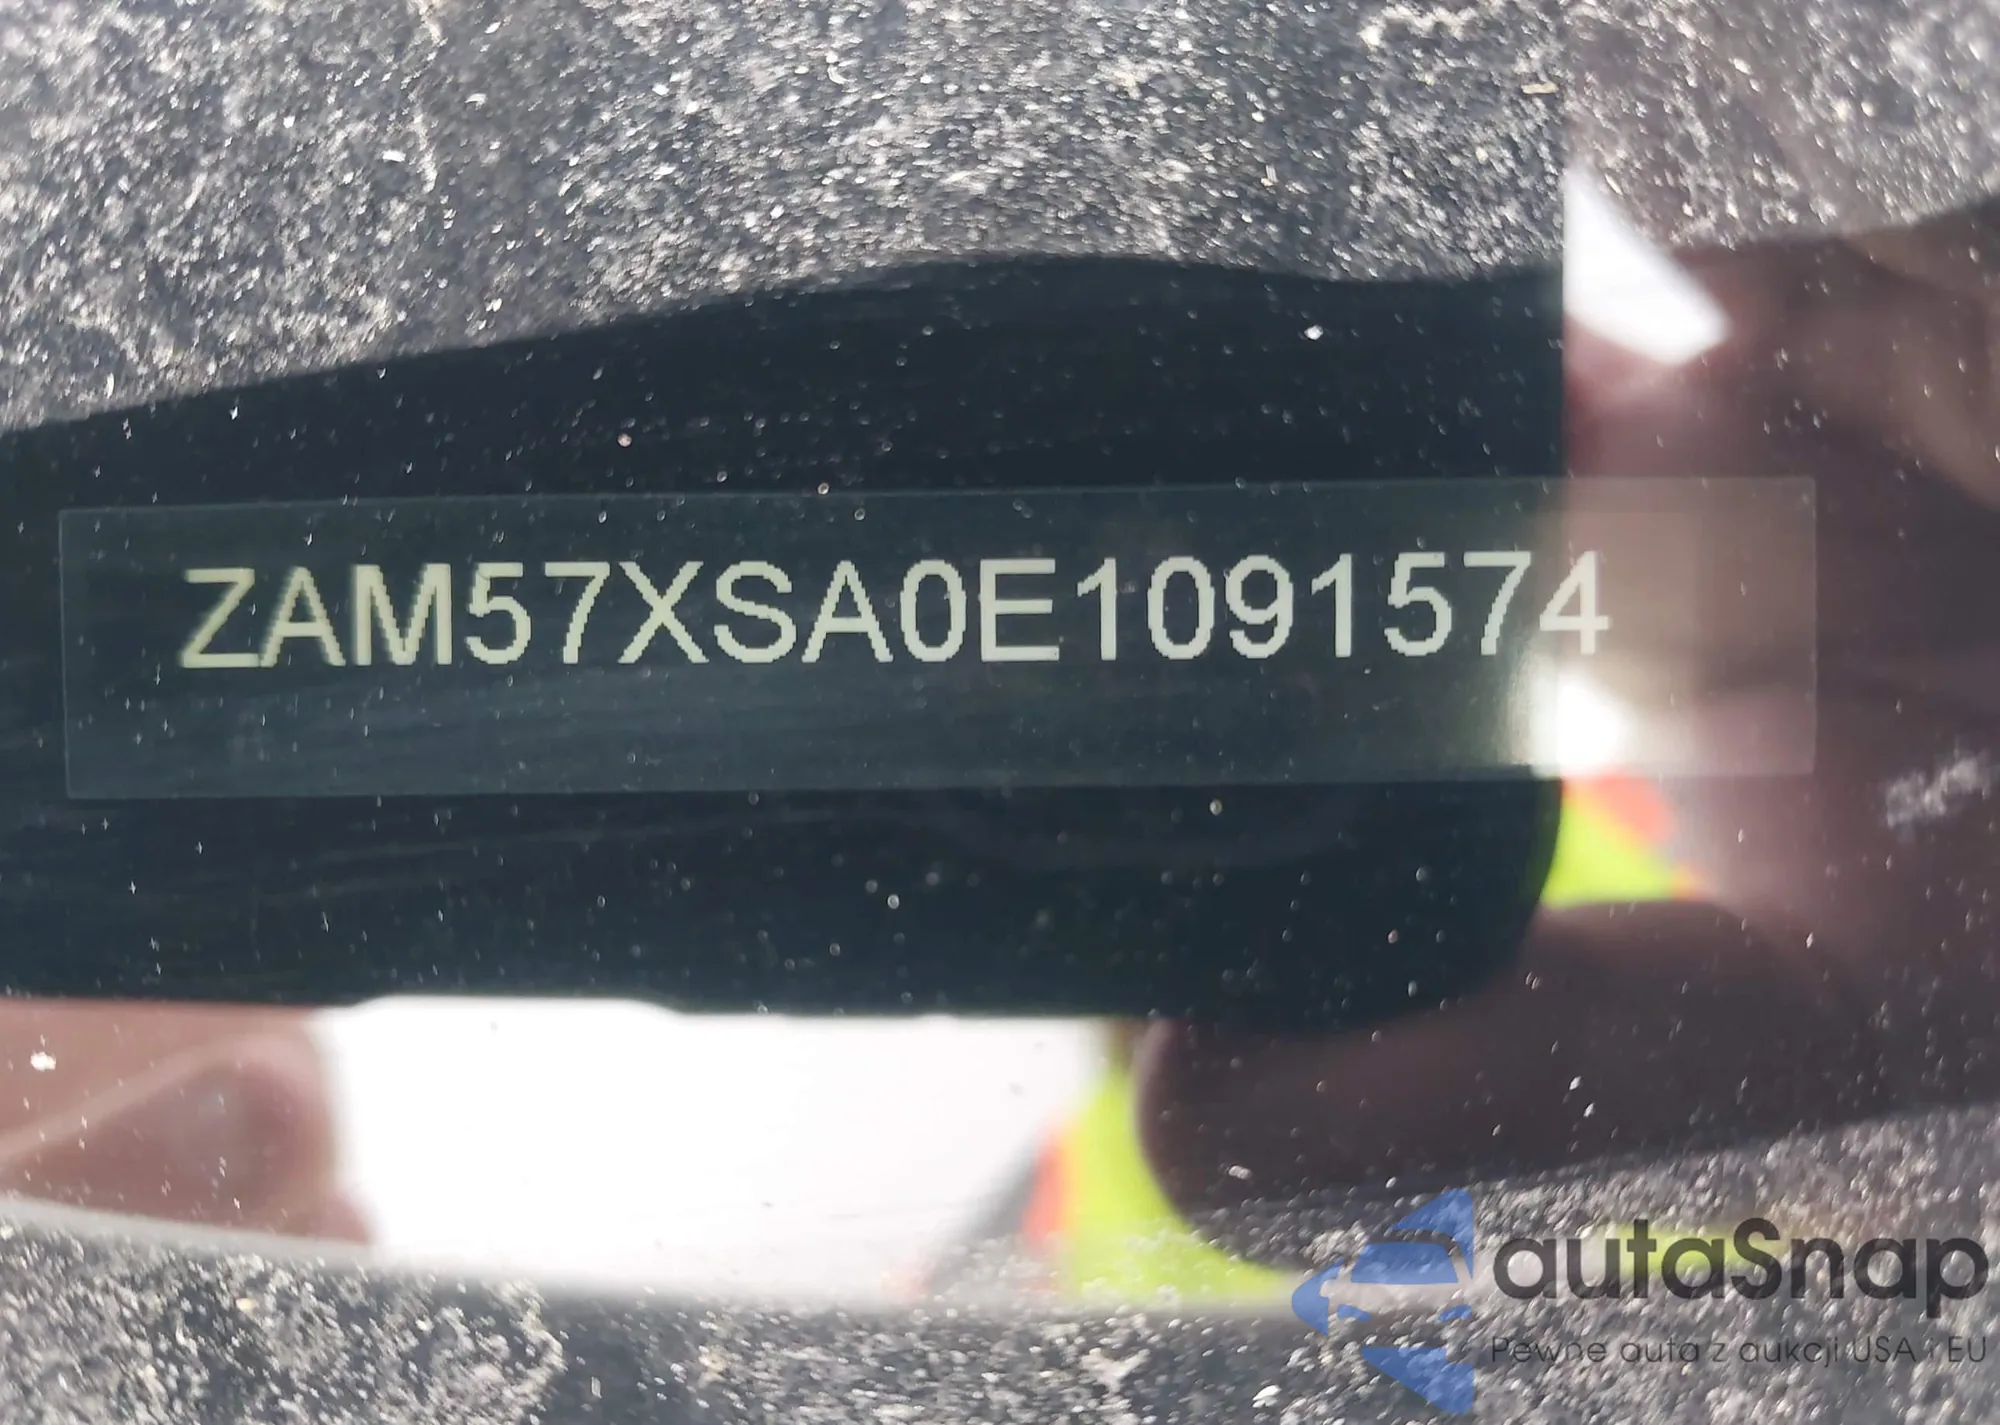 ZAM57XSA0E1091574
autaSnap
Pewne auta z aukcji USA i EU